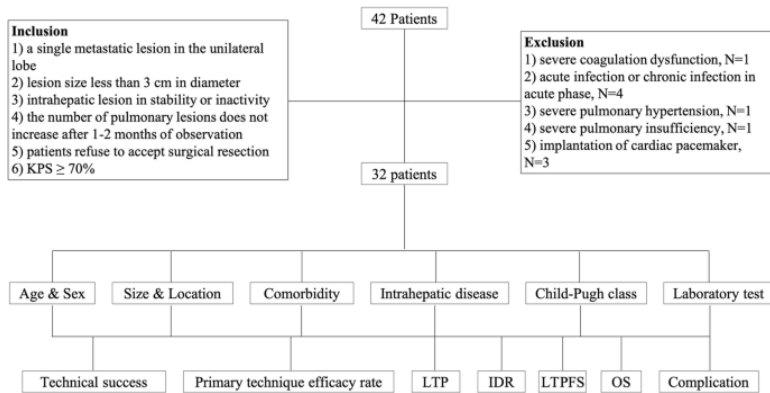 42 Patients
Inclusion
1) a single metastatic lesion in the unilateral
lobe
2) lesion size less than 3 cm in diameter
3) intrahepatic lesion in stability or inactivity
4) the number of pulmonary lesions does not
increase after 1-2 months of observation
5) patients refuse to accept surgical resection
6) KPS ≥ 70%
Exclusion
1) severe coagulation dysfunction, N=1
2) acute infection or chronic infection in
acute phase, N=4
3) severe pulmonary hypertension, N=1
4) severe pulmonary insufficiency, N=1
5) implantation of cardiac pacemaker,
N=3
32 patients
Age & Sex
Size & Location
Comorbidity
Intrahepatic disease
Child-Pugh class
Laboratory test
Technical success
Primary technique efficacy rate
LTP
IDR
LTPFS
OS
Complication